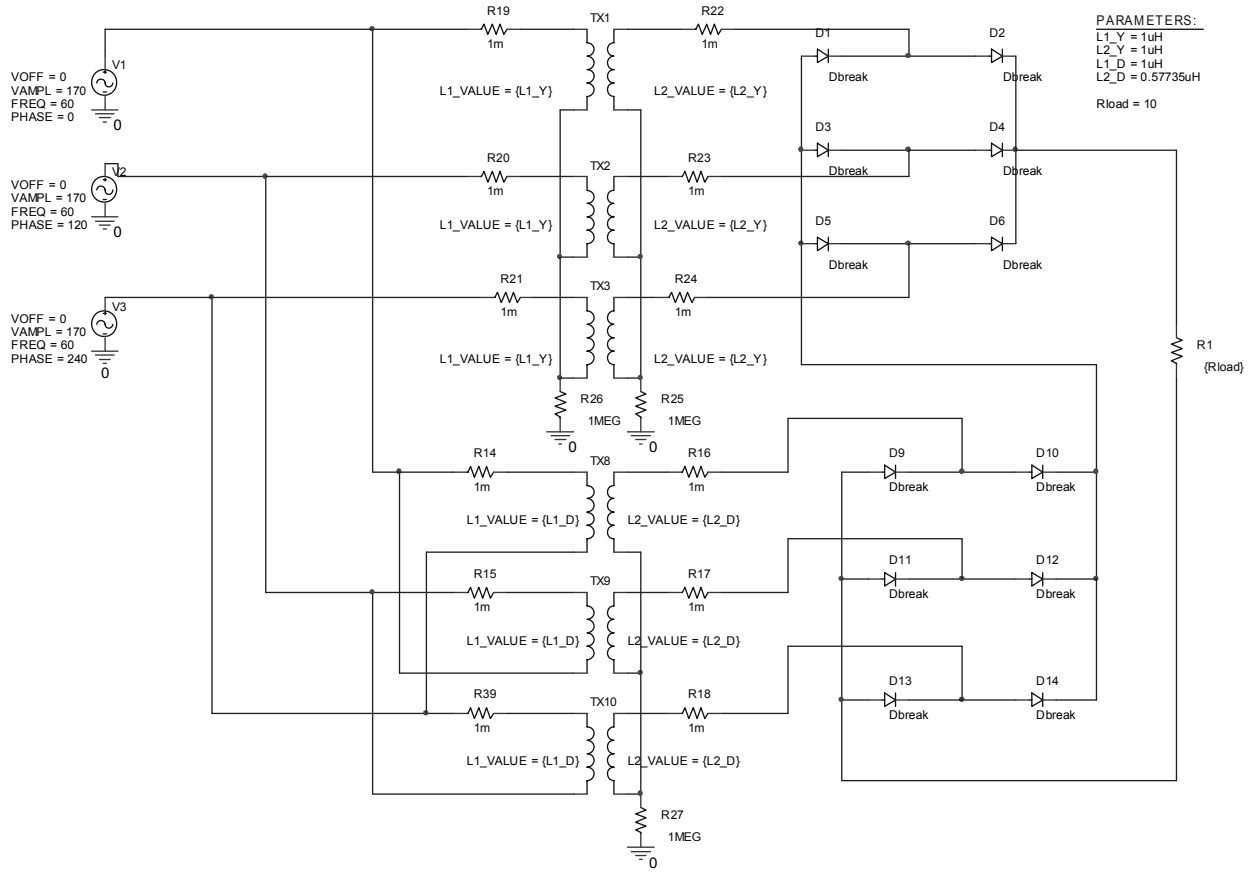 R19
1m
TX1
R22
1m
L1_VALUE = {L1_Y}
L2_VALUE = {L2_Y}
D1
Dbreak
D2
Dbreak
PARAMETERS:
L1_Y = 1uH
L2_Y = 1uH
L1_D = 1uH
L2_D = 0.57735uH
Rload = 10
V1
VOFF = 0
VAMPL = 170
FREQ = 60
PHASE = 0
0
R20
1m
TX2
R23
1m
L1_VALUE = {L1_Y}
L2_VALUE = {L2_Y}
D3
Dbreak
D4
Dbreak
V2
VOFF = 0
VAMPL = 170
FREQ = 60
PHASE = 120
0
D5
Dbreak
D6
Dbreak
R21
1m
TX3
R24
1m
L1_VALUE = {L1_Y}
L2_VALUE = {L2_Y}
V3
VOFF = 0
VAMPL = 170
FREQ = 60
PHASE = 240
0
R1
{Rload}
R26
1MEG
0
R25
1MEG
0
R14
1m
TX8
R16
1m
L1_VALUE = {L1_D}
L2_VALUE = {L2_D}
D9
Dbreak
D10
Dbreak
R15
1m
TX9
R17
1m
L1_VALUE = {L1_D}
L2_VALUE = {L2_D}
D11
Dbreak
D12
Dbreak
R39
1m
TX10
R18
1m
L1_VALUE = {L1_D}
L2_VALUE = {L2_D}
D13
Dbreak
D14
Dbreak
R27
1MEG
0